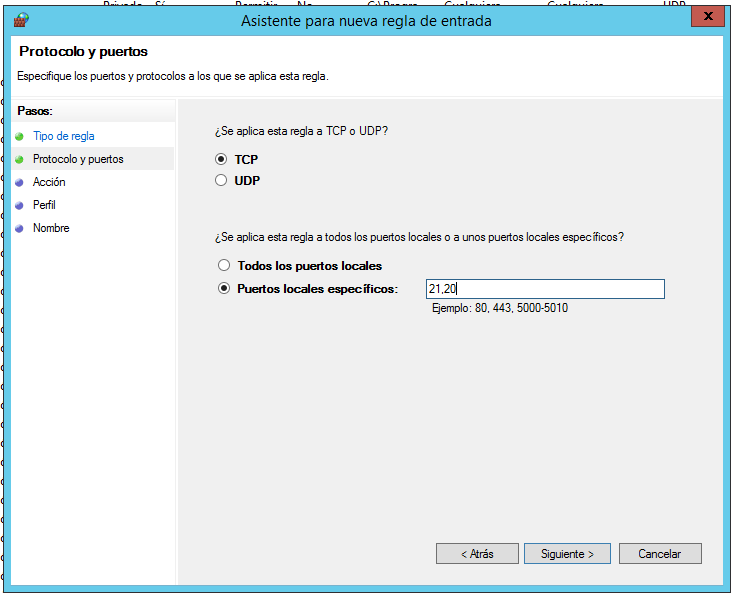 Asistente para nueva regla de entrada
x
Protocolo y puertos
Especifique los puertos y protocolos a los que se aplica esta regla.
Pasos:
Tipo de regla
Protocolo y puertos
Acción
Perfil
Nombre
¿Se aplica esta regla a TCP o UDP?
TCP
UDP
¿Se aplica esta regla a todos los puertos locales o a unos puertos locales específicos?
Todos los puertos locales
Puertos locales específicos: 21,20
Ejemplo: 80, 443, 5000-5010
< Atrás Siguiente > Cancelar